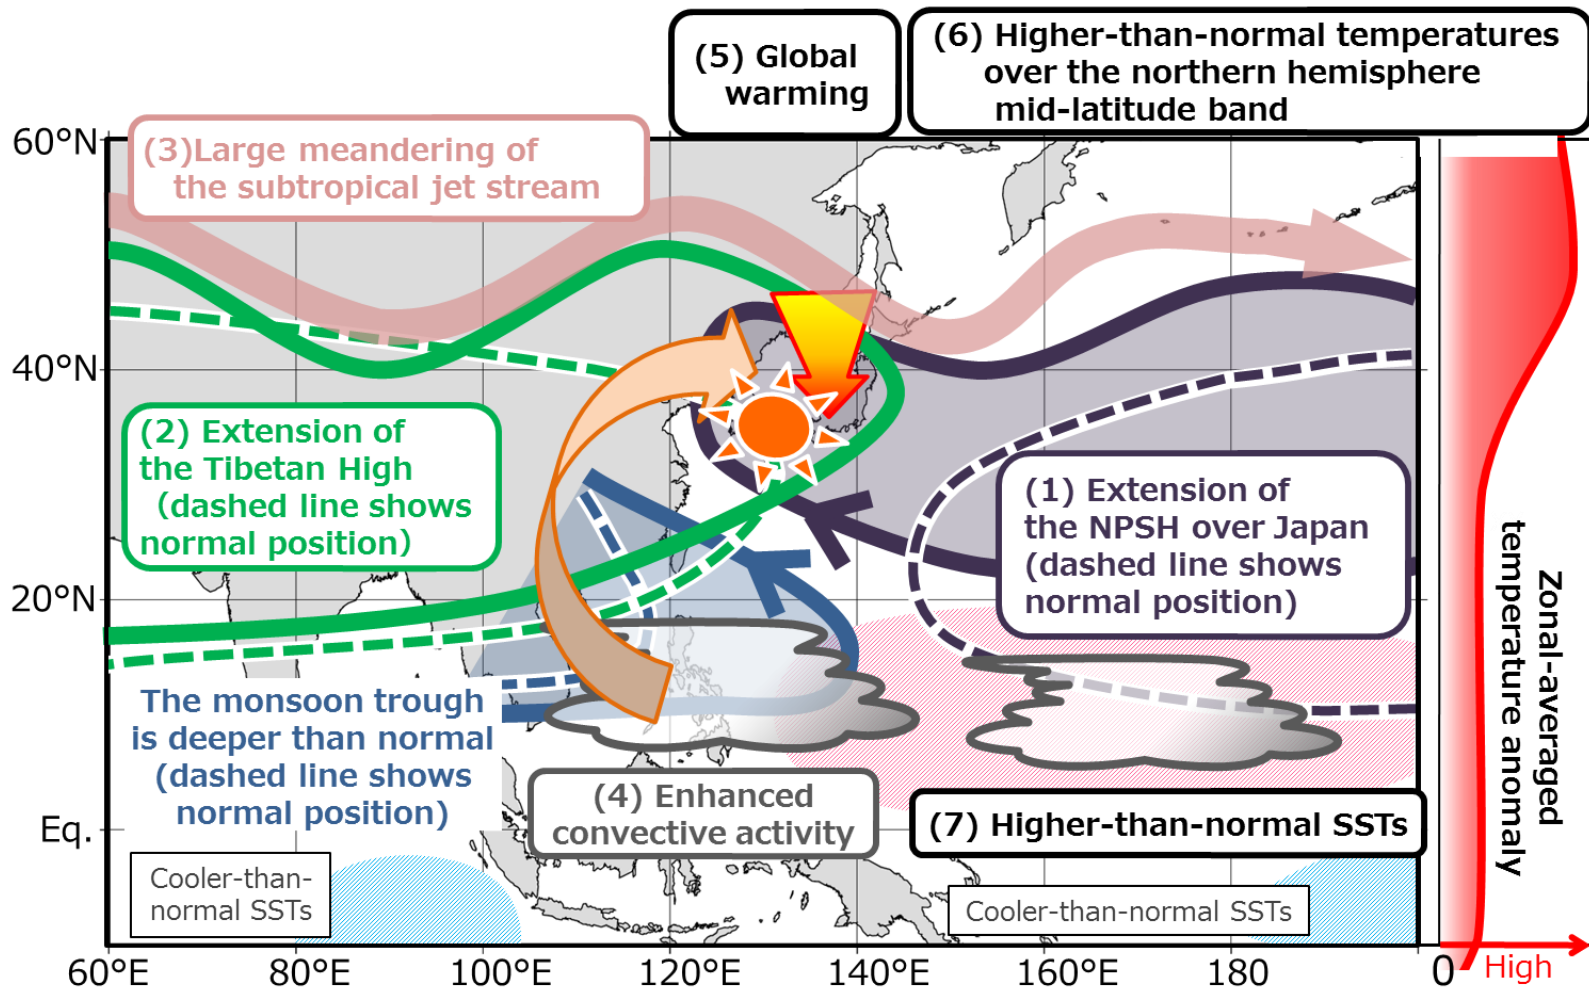 (5) Global
warming
(6) Higher-than-normal temperatures
over the northern hemisphere
mid-latitude band
60°N
(3)Large meandering of
the subtropical jet stream
40°N
(2) Extension of
the Tibetan High
(dashed line shows
normal position)
(1) Extension of
the NPSH over Japan
(dashed line shows
normal position)
20°N
The monsoon trough
is deeper than normal
(dashed line shows
normal position)
(4) Enhanced
convective activity
(7) Higher-than-normal SSTs
Eq.
Cooler-than-
normal SSTs
Cooler-than-normal SSTs
60°E
80°E
100°E
120°E
140°E
160°E
180
0
High
Zonal-averaged
temperature anomaly